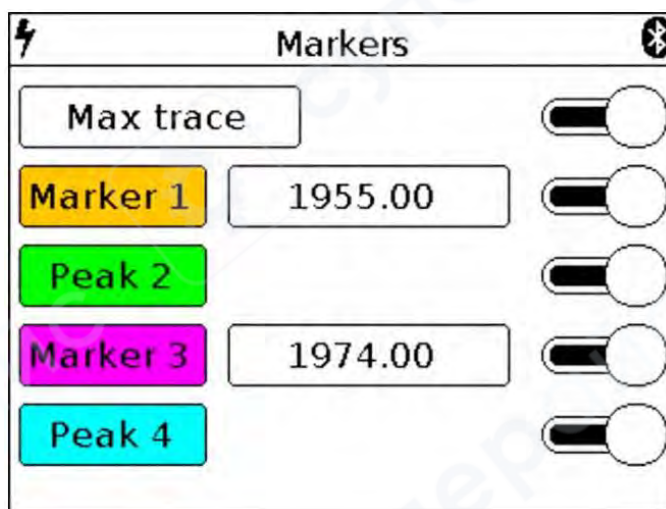 Markers
Max trace
Marker 1 1955.00
Peak 2
Marker 3 1974.00
Peak 4